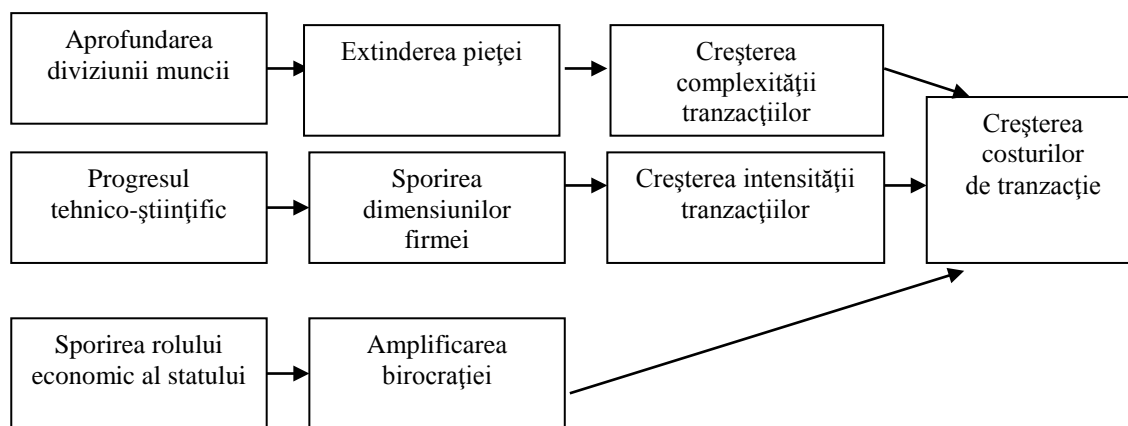 Aprofundarea
diviziunii muncii
Extinderea pieţei
Creşterea
complexităţii
tranzacţiilor
Creşterea
costurilor
de tranzacţie
Progresul
tehnico-ştiinţific
Sporirea
dimensiunilor
firmei
Creşterea intensităţii
tranzacţiilor
Sporirea rolului
economic al statului
Amplificarea
birocraţiei